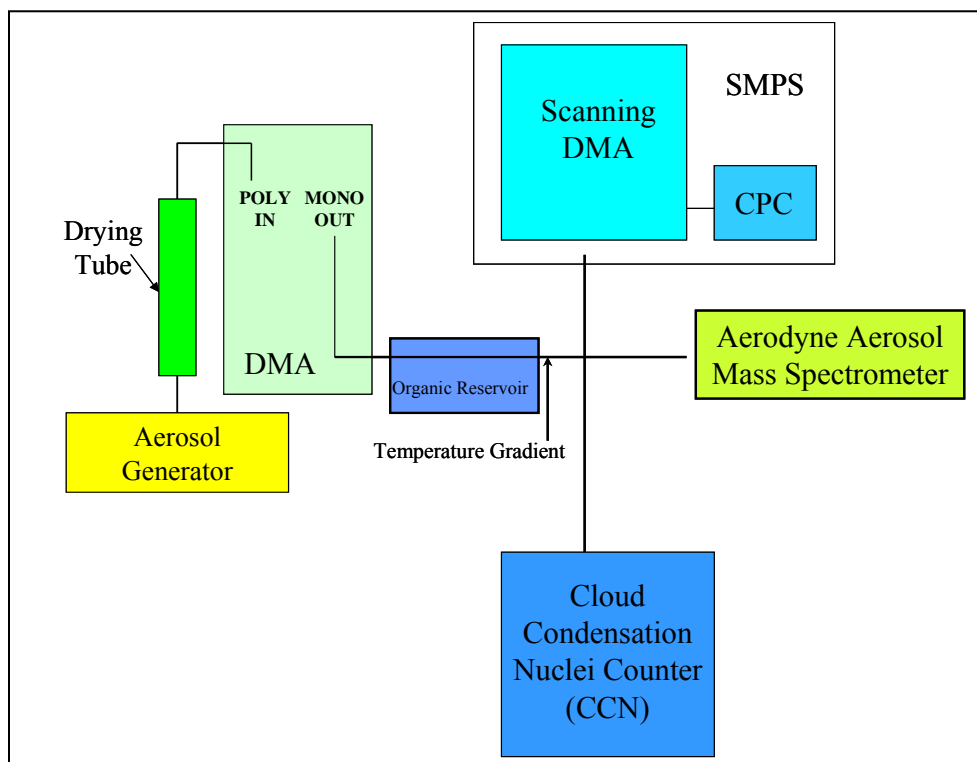 SMPS
Scanning
DMA
CPC
POLY
IN
MONO
OUT
Drying
Tube
DMA
Organic Reservoir
Aerodyne Aerosol
Mass Spectrometer
Temperature Gradient
Aerosol
Generator
Cloud
Condensation
Nuclei Counter
(CCN)